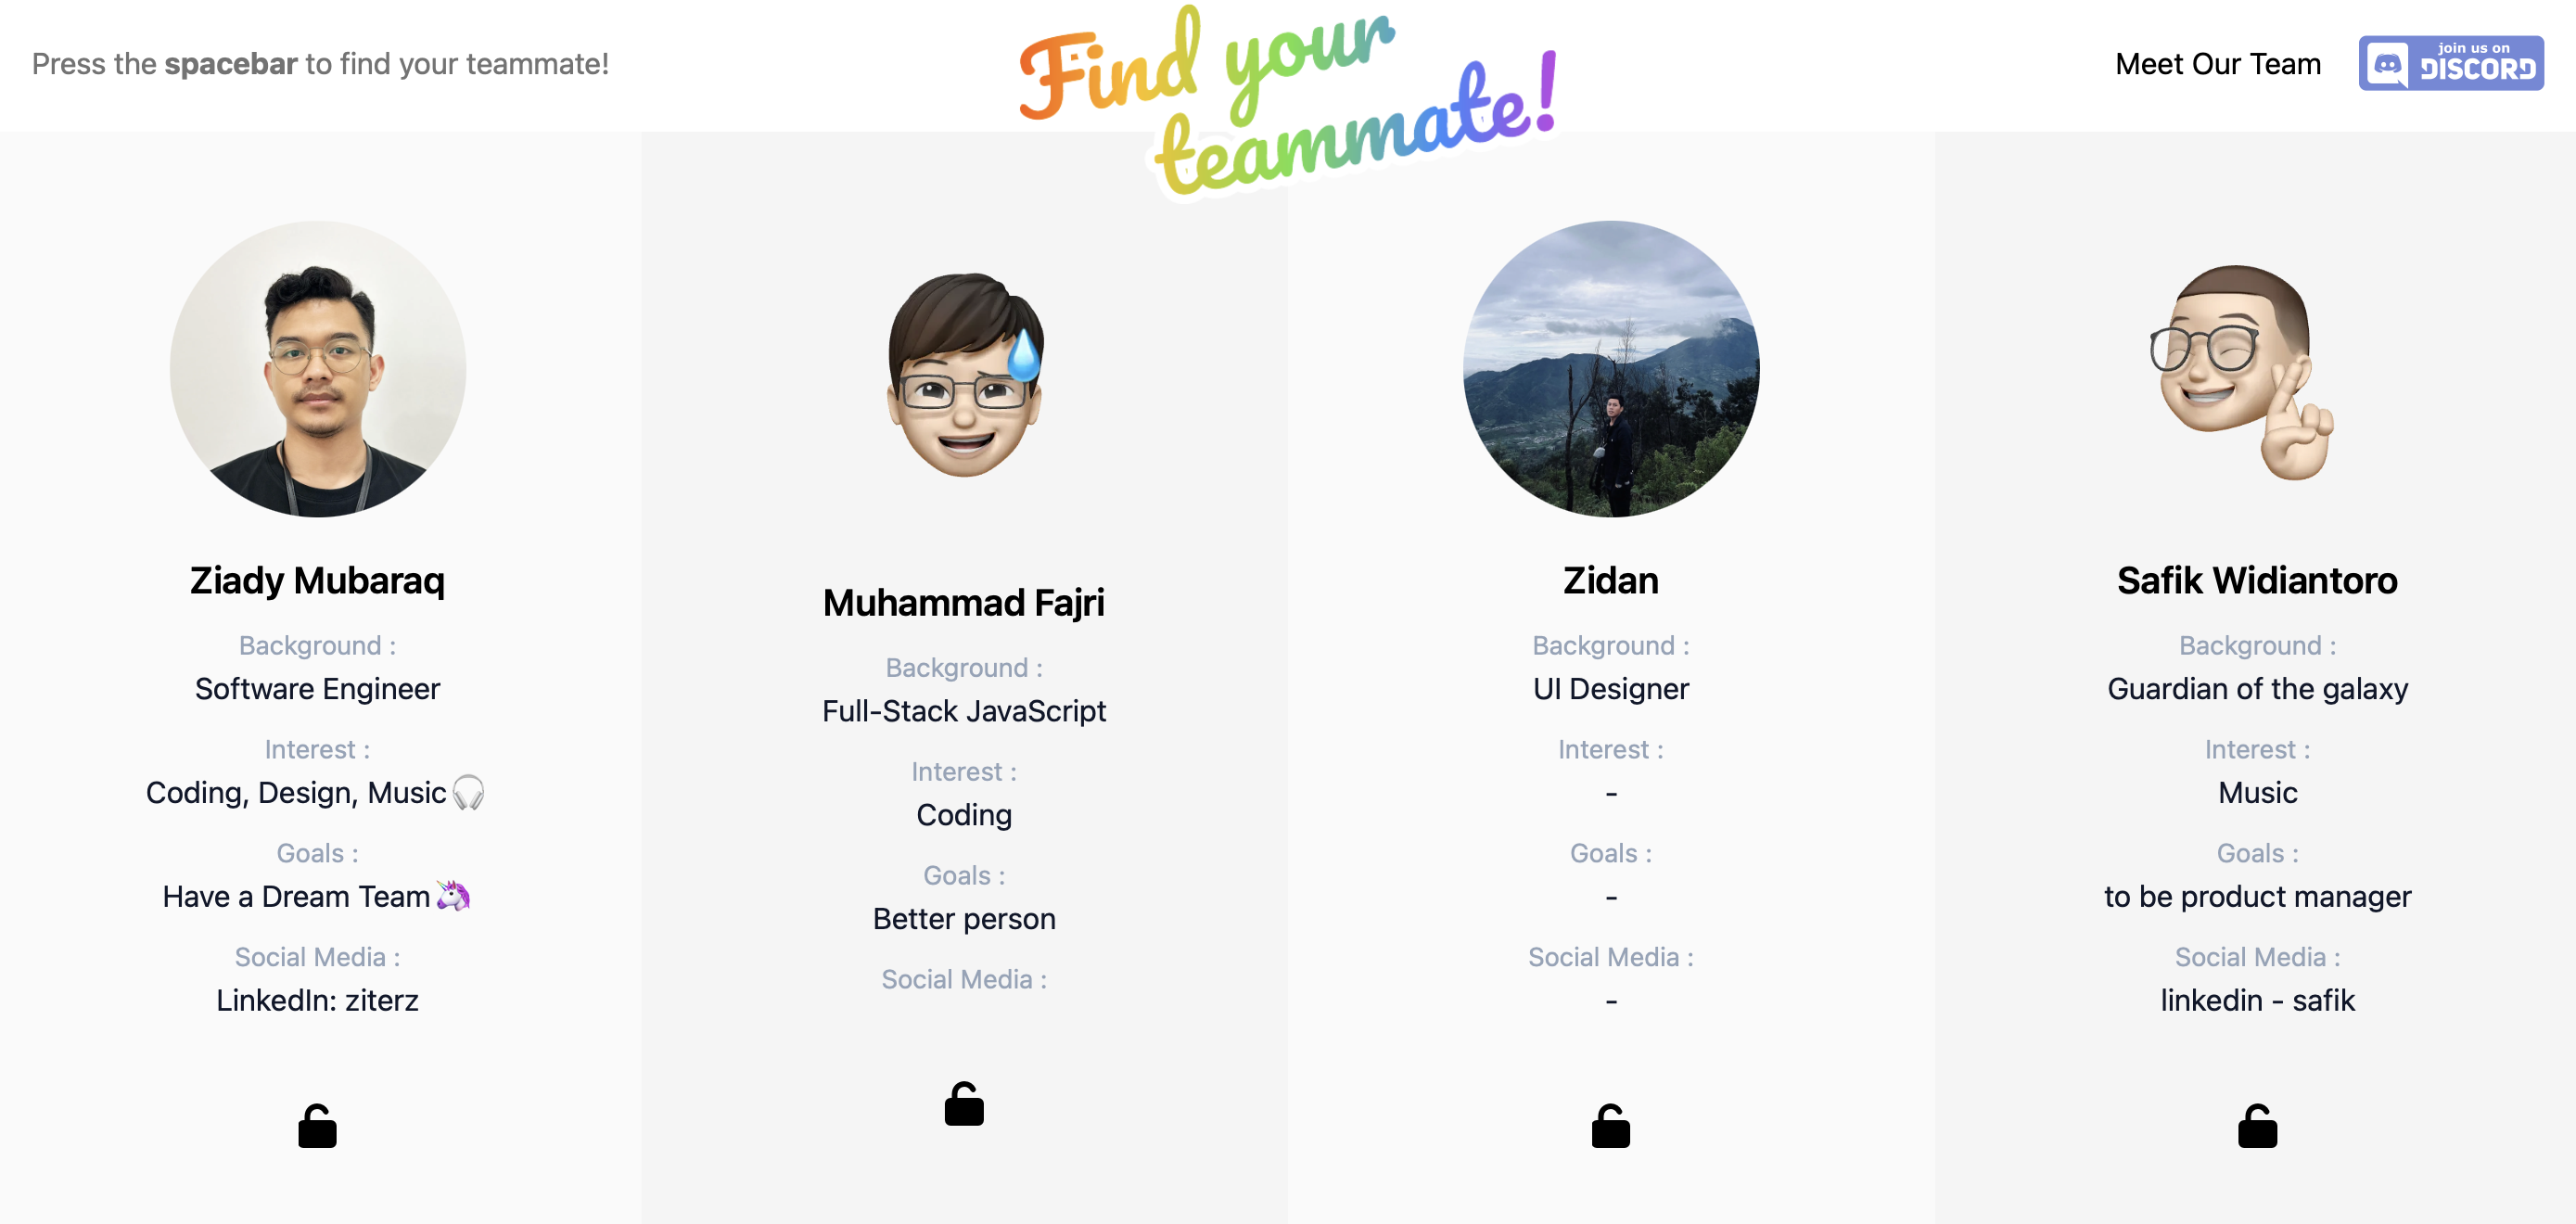 Press the spacebar to find your teammate!
Find your
teammate!
Meet Our Team
join us on
DISCORD
Ziady Mubaraq
Background :
Software Engineer
Interest :
Coding, Design, Music🎧
Goals :
Have a Dream Team🦄
Social Media :
LinkedIn: ziterz
Muhammad Fajri
Background :
Full-Stack JavaScript
Interest :
Coding
Goals :
Better person
Social Media :
Zidan
Background :
UI Designer
Interest :
-
Goals :
-
Social Media :
-
Safik Widiantoro
Background :
Guardian of the galaxy
Interest :
Music
Goals :
to be product manager
Social Media :
linkedin - safik